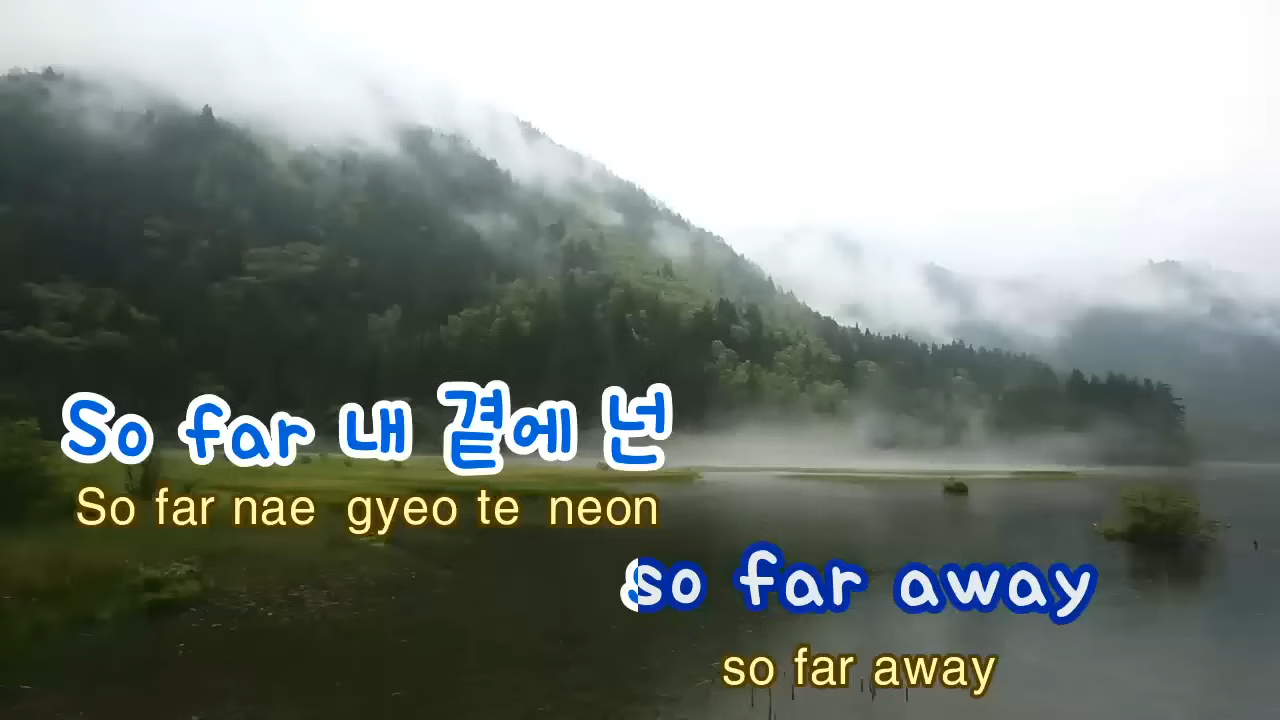 So far 내 곁에 넌
So far nae gyeo te neon
so far away
so far away